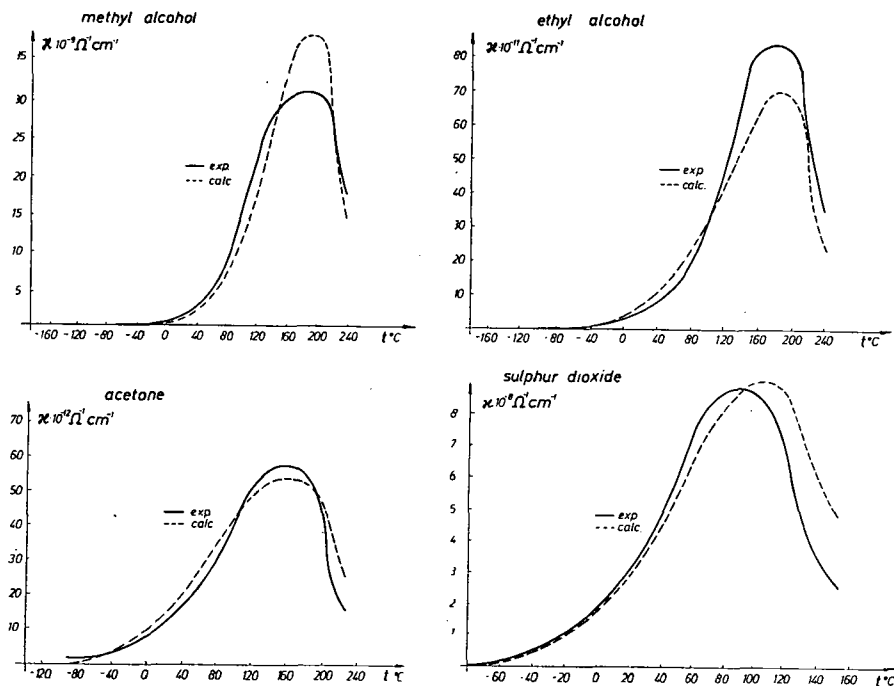 methyl alcohol
ϰ·10⁻⁹Ω⁻¹cm⁻¹
15
30
25
20
15
10
5
exp.
calc.
-160 -120 -80 -40 0 40 80 120 160 200 240
t °C
ethyl alcohol
ϰ·10⁻¹¹Ω⁻¹cm⁻¹
80
70
60
50
40
30
20
10
exp
calc.
-160 -120 -80 -40 0 40 80 120 160 200 240
t °C
acetone
ϰ·10⁻¹²Ω⁻¹cm⁻¹
70
60
50
40
30
20
10
exp
calc
-120 -80 -40 0 40 80 120 160 200 240
t °C
sulphur dioxide
ϰ·10⁻⁸Ω⁻¹cm⁻¹
8
9
7
6
5
4
8
2
1
exp
calc.
-60 -40 -20 0 20 40 60 80 100 120 140 160
t °C